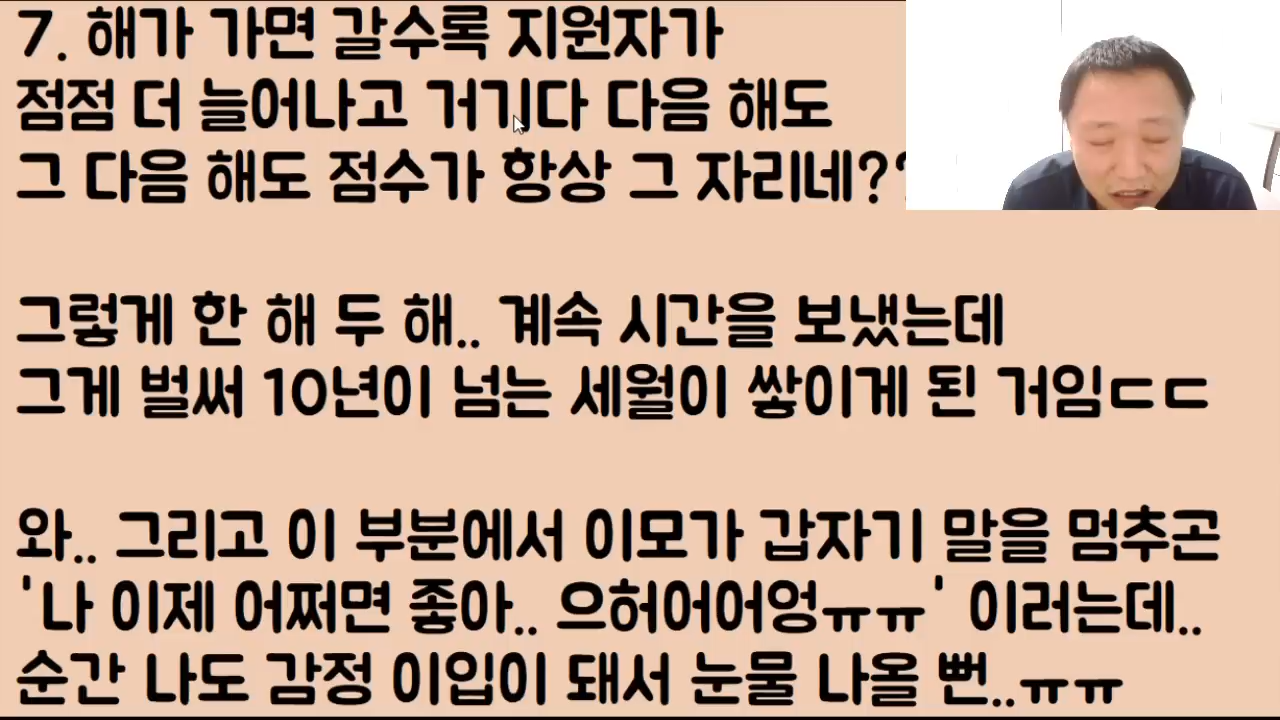 7. 해가 가면 갈수록 지원자가
점점 더 늘어나고 거기다 다음 해도
그 다음 해도 점수가 항상 그 자리네?
그렇게 한 해 두 해.. 계속 시간을 보냈는데
그게 벌써 10년이 넘는 세월이 쌓이게 된 거임ㄷㄷ
와.. 그리고 이 부분에서 이모가 갑자기 말을 멈추곤
'나 이제 어쩌면 좋아.. 으허어어엉ㅠㅠ' 이러는데..
순간 나도 감정 이입이 돼서 눈물 나올 뻔..ㅠㅠ